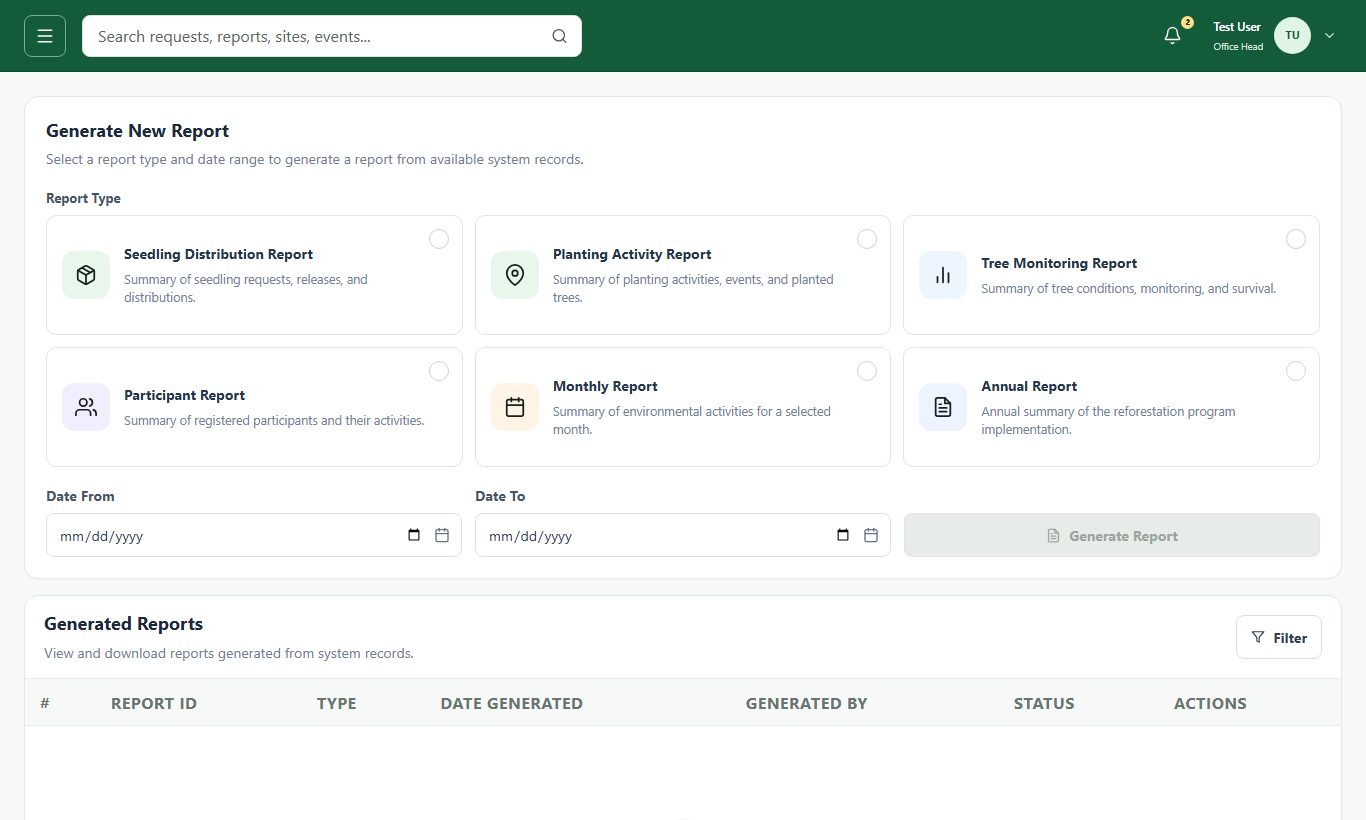 Search requests, reports, sites, events...
2
Test User
Office Head
TU
Generate New Report
Select a report type and date range to generate a report from available system records.
Report Type
Seedling Distribution Report
Summary of seedling requests, releases, and
distributions.
Planting Activity Report
Summary of planting activities, events, and planted
trees.
Tree Monitoring Report
Summary of tree conditions, monitoring, and survival.
Participant Report
Summary of registered participants and their activities.
Monthly Report
Summary of environmental activities for a selected
month.
Annual Report
Annual summary of the reforestation program
implementation.
Date From
Date To
mm/dd/yyyy
mm/dd/yyyy
Generate Report
Generated Reports
View and download reports generated from system records.
Filter
# REPORT ID TYPE DATE GENERATED GENERATED BY STATUS ACTIONS